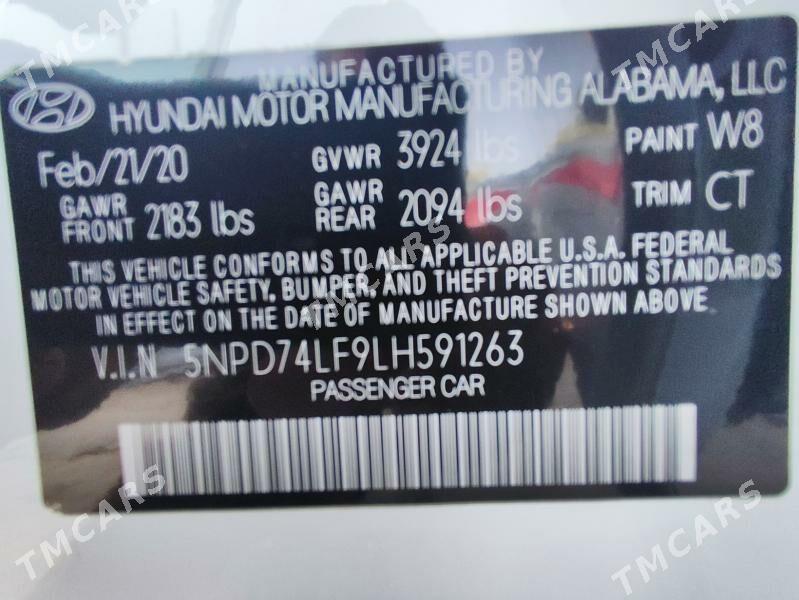 TMCARS
TMCARS
TMCARS
MANUFACTURED BY
HYUNDAI MOTOR MANUFACTURING ALABAMA, LLC
Feb/21/20 GVWR 3924 lbs PAINT W8
GAWR FRONT 2183 lbs GAWR REAR 2094 lbs TRIM CT
THIS VEHICLE CONFORMS TO ALL APPLICABLE U.S.A. FEDERAL
MOTOR VEHICLE SAFETY, BUMPER, AND THEFT PREVENTION STANDARDS
IN EFFECT ON THE DATE OF MANUFACTURE SHOWN ABOVE
TMCARS
V.I.N 5NPD74LF9LH591263
PASSENGER CAR
TMCARS
TMCARS